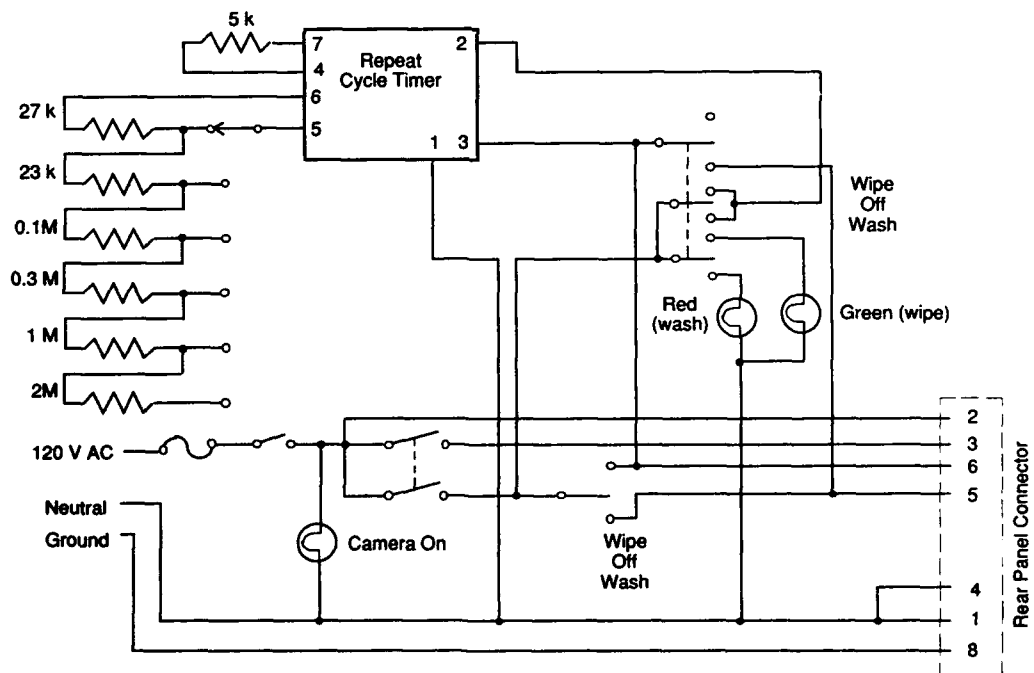 5 k
7
2
Repeat
Cycle Timer
4
6
27 k
5
1
3
23 k
0.1M
0.3 M
1 M
2M
Wipe
Off
Wash
Red
(wash)
Green (wipe)
120 V AC
Neutral
Ground
Camera On
Wipe
Off
Wash
2
3
6
5
4
1
8
Rear Panel Connector